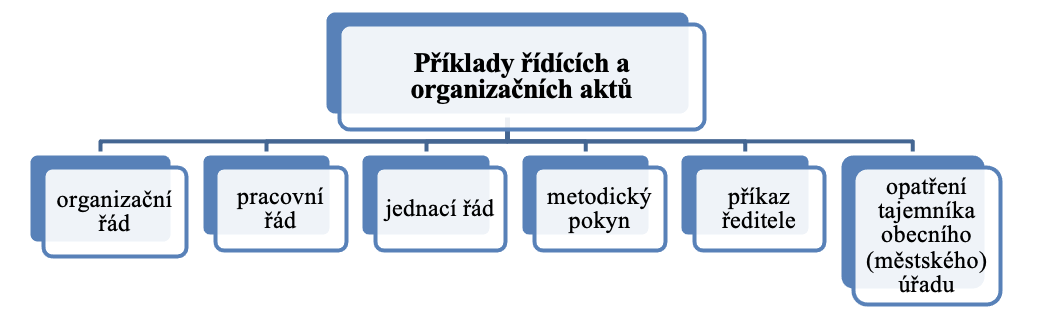 Příklady řídících a
organizačních aktů
organizační
řád
pracovní
řád
jednací řád
metodický
pokyn
příkaz
ředitele
opatření
tajemníka
obecního
(městského)
úřadu